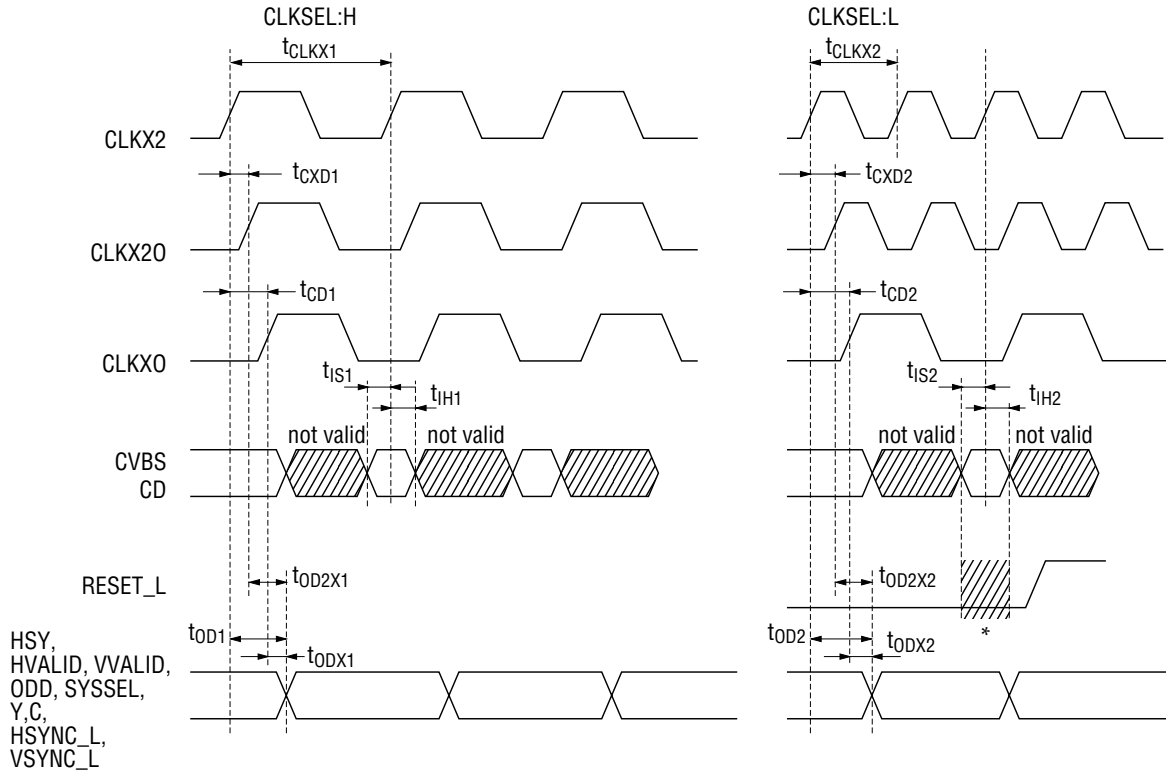 CLKSEL:H
CLKSEL:L
tCLKX1
tCLKX2
CLKX2
tCXD1
tCXD2
CLKX2O
tCD1
tCD2
CLKXO
tIS1
tIS2
tIH1
tIH2
not valid
not valid
not valid
not valid
CVBS
CD
RESET_L
tOD2X1
tOD2X2
*
tOD1
tOD2
tODX1
tODX2
HSY,
HVALID, VVALID,
ODD, SYSSEL,
Y,C,
HSYNC_L,
VSYNC_L